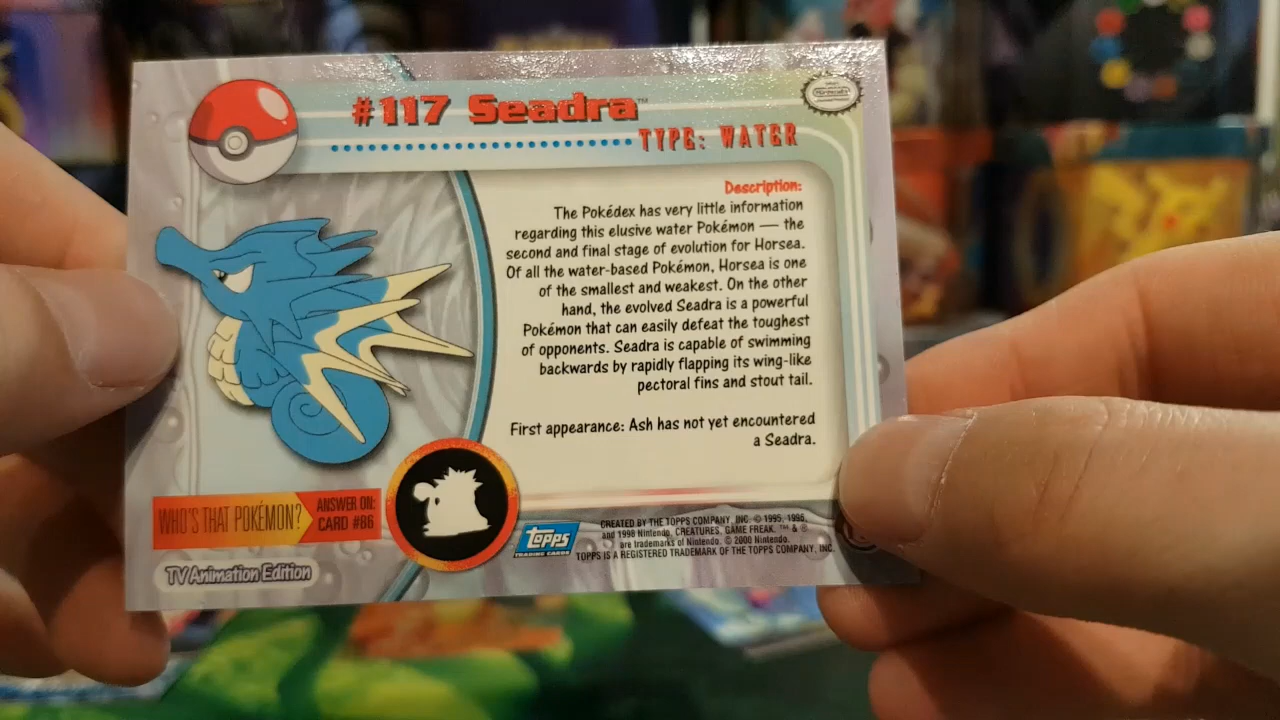 #117 Seadra™
Nintendo
TYPE: WATER
Description:
The Pokédex has very little information
regarding this elusive water Pokémon — the
second and final stage of evolution for Horsea.
Of all the water-based Pokémon, Horsea is one
of the smallest and weakest. On the other
hand, the evolved Seadra is a powerful
Pokémon that can easily defeat the toughest
of opponents. Seadra is capable of swimming
backwards by rapidly flapping its wing-like
pectoral fins and stout tail.
First appearance: Ash has not yet encountered
a Seadra.
WHO'S THAT POKÉMON?
ANSWER ON:
CARD #86
TV Animation Edition
TOPPS
TRADING CARDS
CREATED BY THE TOPPS COMPANY, INC. © 1995, 1996,
and 1998 Nintendo, CREATURES, GAME FREAK. ™ & ®
are trademarks of Nintendo. © 2000 Nintendo.
TOPPS IS A REGISTERED TRADEMARK OF THE TOPPS COMPANY, INC.